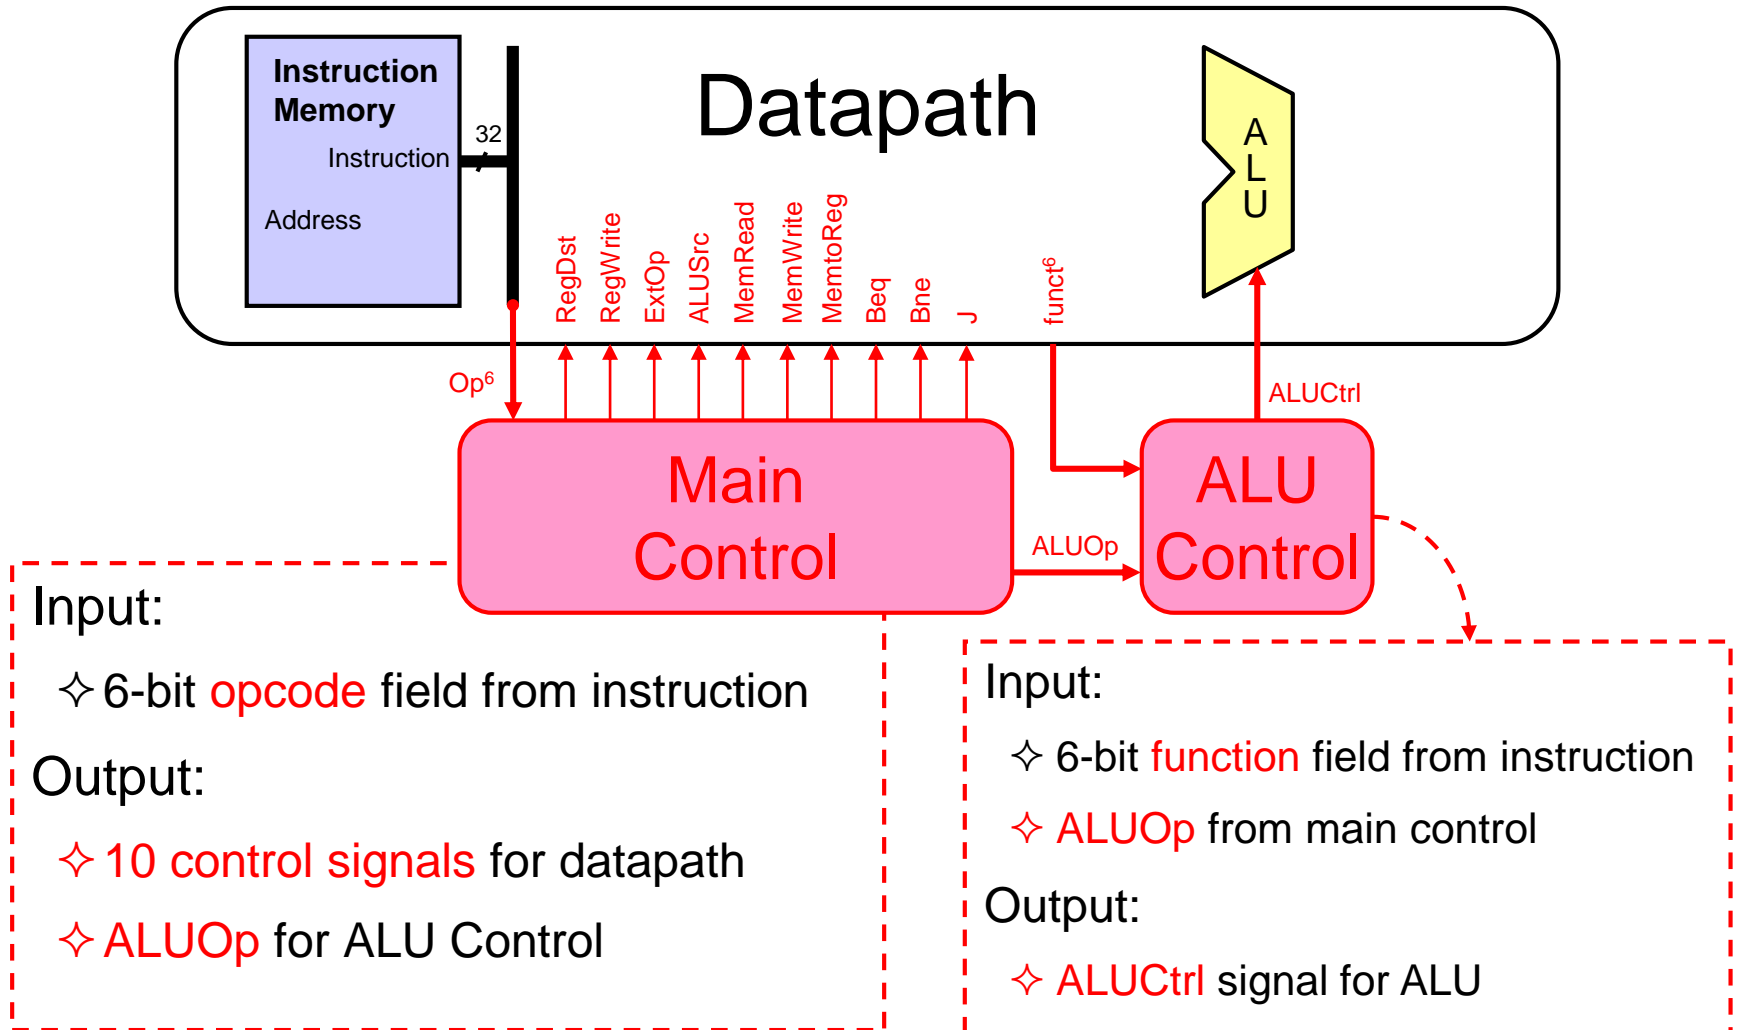 Datapath
Instruction
Memory
32
Instruction
Address
A
L
U
RegDst
RegWrite
ExtOp
ALUSrc
MemRead
MemWrite
MemtoReg
Beq
Bne
J
funct⁶
Op⁶
ALUCtrl
Main
Control
ALUOp
ALU
Control
Input:
✧ 6-bit opcode field from instruction
Output:
✧ 10 control signals for datapath
✧ ALUOp for ALU Control
Input:
✧ 6-bit function field from instruction
✧ ALUOp from main control
Output:
✧ ALUCtrl signal for ALU